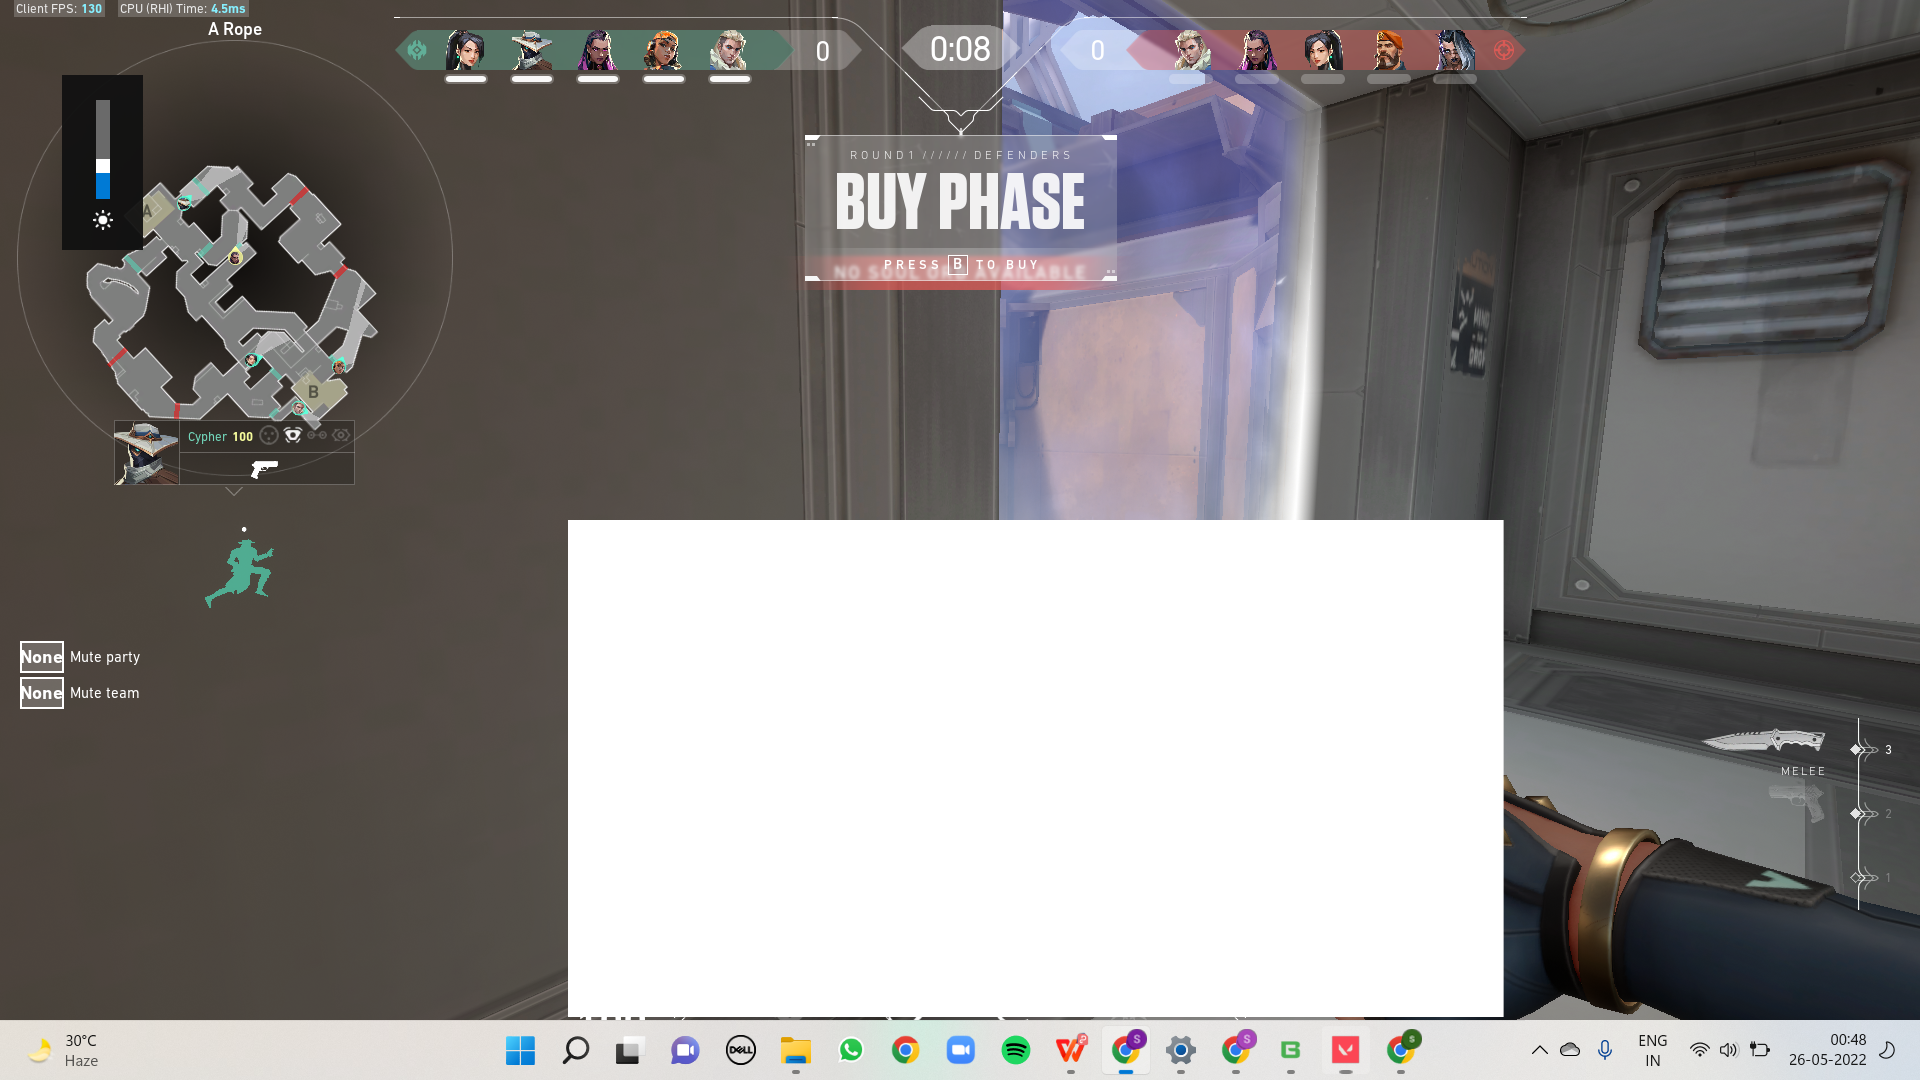 Client FPS: 130 CPU (RHI) Time: 4.5ms
A Rope
0 0:08 0
ROUND 1 ////// DEFENDERS
BUY PHASE
PRESS B TO BUY
NO SOUL ORBS AVAILABLE
A
B
Cypher 100
None Mute party
None Mute team
3
MELEE
2
1
30°C
Haze
DELL
ENG
IN
00:48
26-05-2022